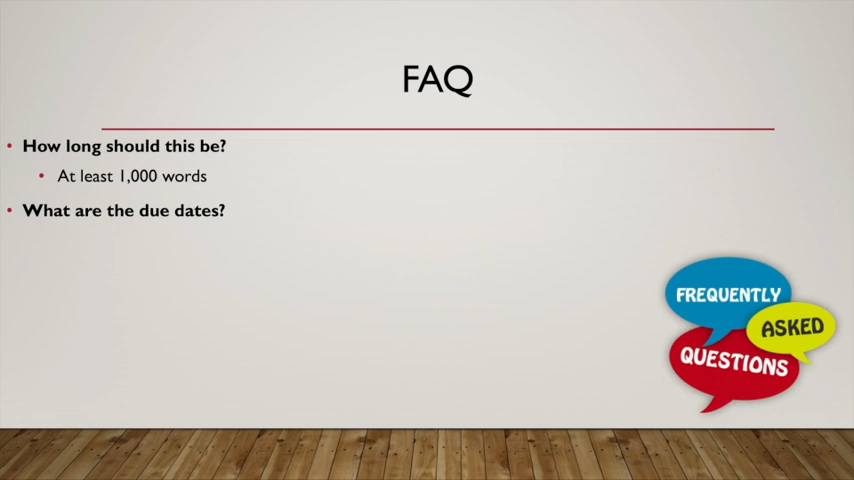 FAQ
How long should this be?
At least 1,000 words
What are the due dates?
FREQUENTLY
ASKED
QUESTIONS